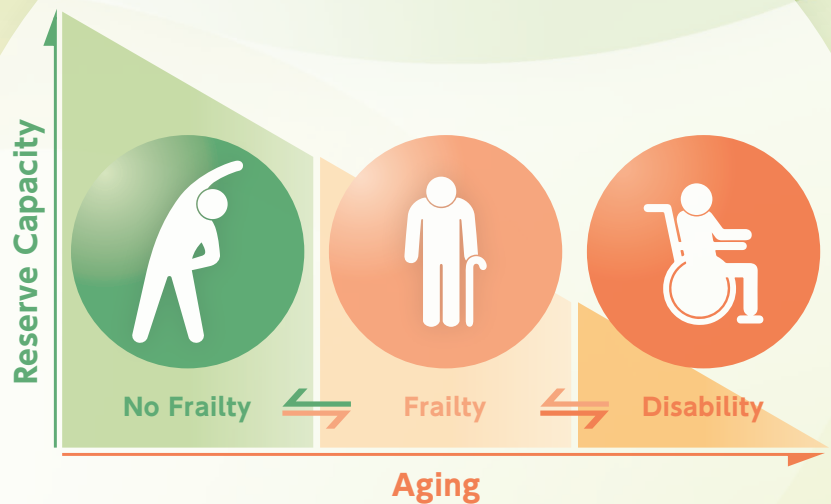 Reserve Capacity
No Frailty
Frailty
Disability
Aging